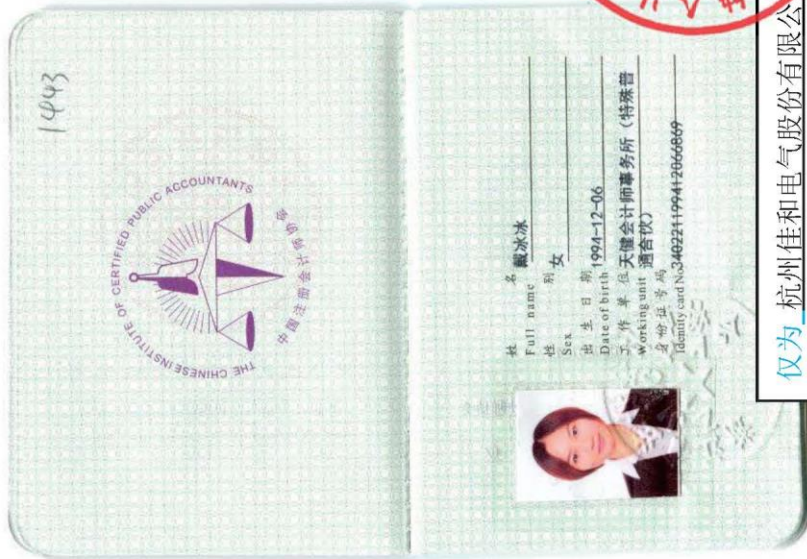 1443
THE CHINESE INSTITUTE OF CERTIFIED PUBLIC ACCOUNTANTS
中国注册会计师协会
姓 名 戴冰冰
Full name
性 别 女
Sex
出 生 日 期 1994-12-06
Date of birth
工 作 单 位 天健会计师事务所（特殊普
Working unit 通合伙）
身 份 证 号 码 340221199412066869
Identity card No.
仅为 杭州佳和电气股份有限公